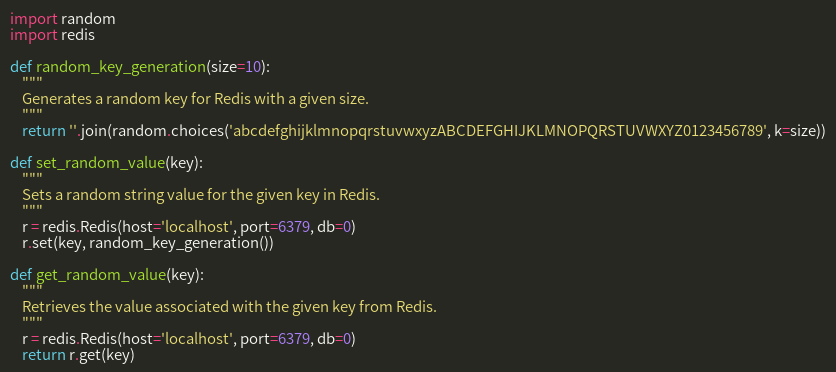 import random
import redis

def random_key_generation(size=10):
    """
    Generates a random key for Redis with a given size.
    """
    return ''.join(random.choices('abcdefghijklmnopqrstuvwxyzABCDEFGHIJKLMNOPQRSTUVWXYZ0123456789', k=size))

def set_random_value(key):
    """
    Sets a random string value for the given key in Redis.
    """
    r = redis.Redis(host='localhost', port=6379, db=0)
    r.set(key, random_key_generation())

def get_random_value(key):
    """
    Retrieves the value associated with the given key from Redis.
    """
    r = redis.Redis(host='localhost', port=6379, db=0)
    return r.get(key)